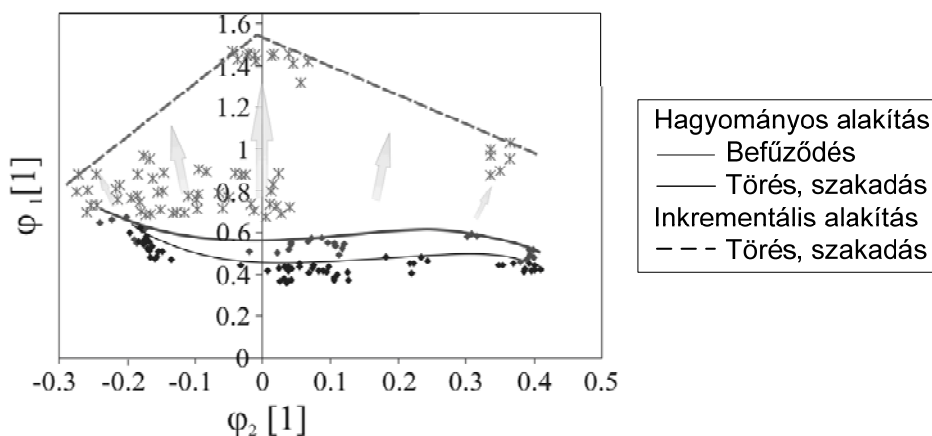 1.6
1.4
1.2
1
0.8
0.6
0.4
0.2
0
φ 1 [1]
-0.3 -0.2 -0.1 0 0.1 0.2 0.3 0.4 0.5
φ2 [1]
Hagyományos alakítás
Befűződés
Törés, szakadás
Inkrementális alakítás
Törés, szakadás